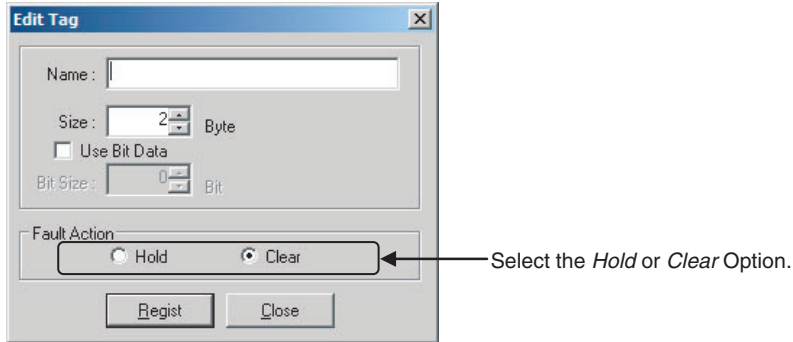 Edit Tag
Name :
Size : 2 Byte
Use Bit Data
Bit Size : 0 Bit
Fault Action
Hold Clear
Select the Hold or Clear Option.
Regist Close